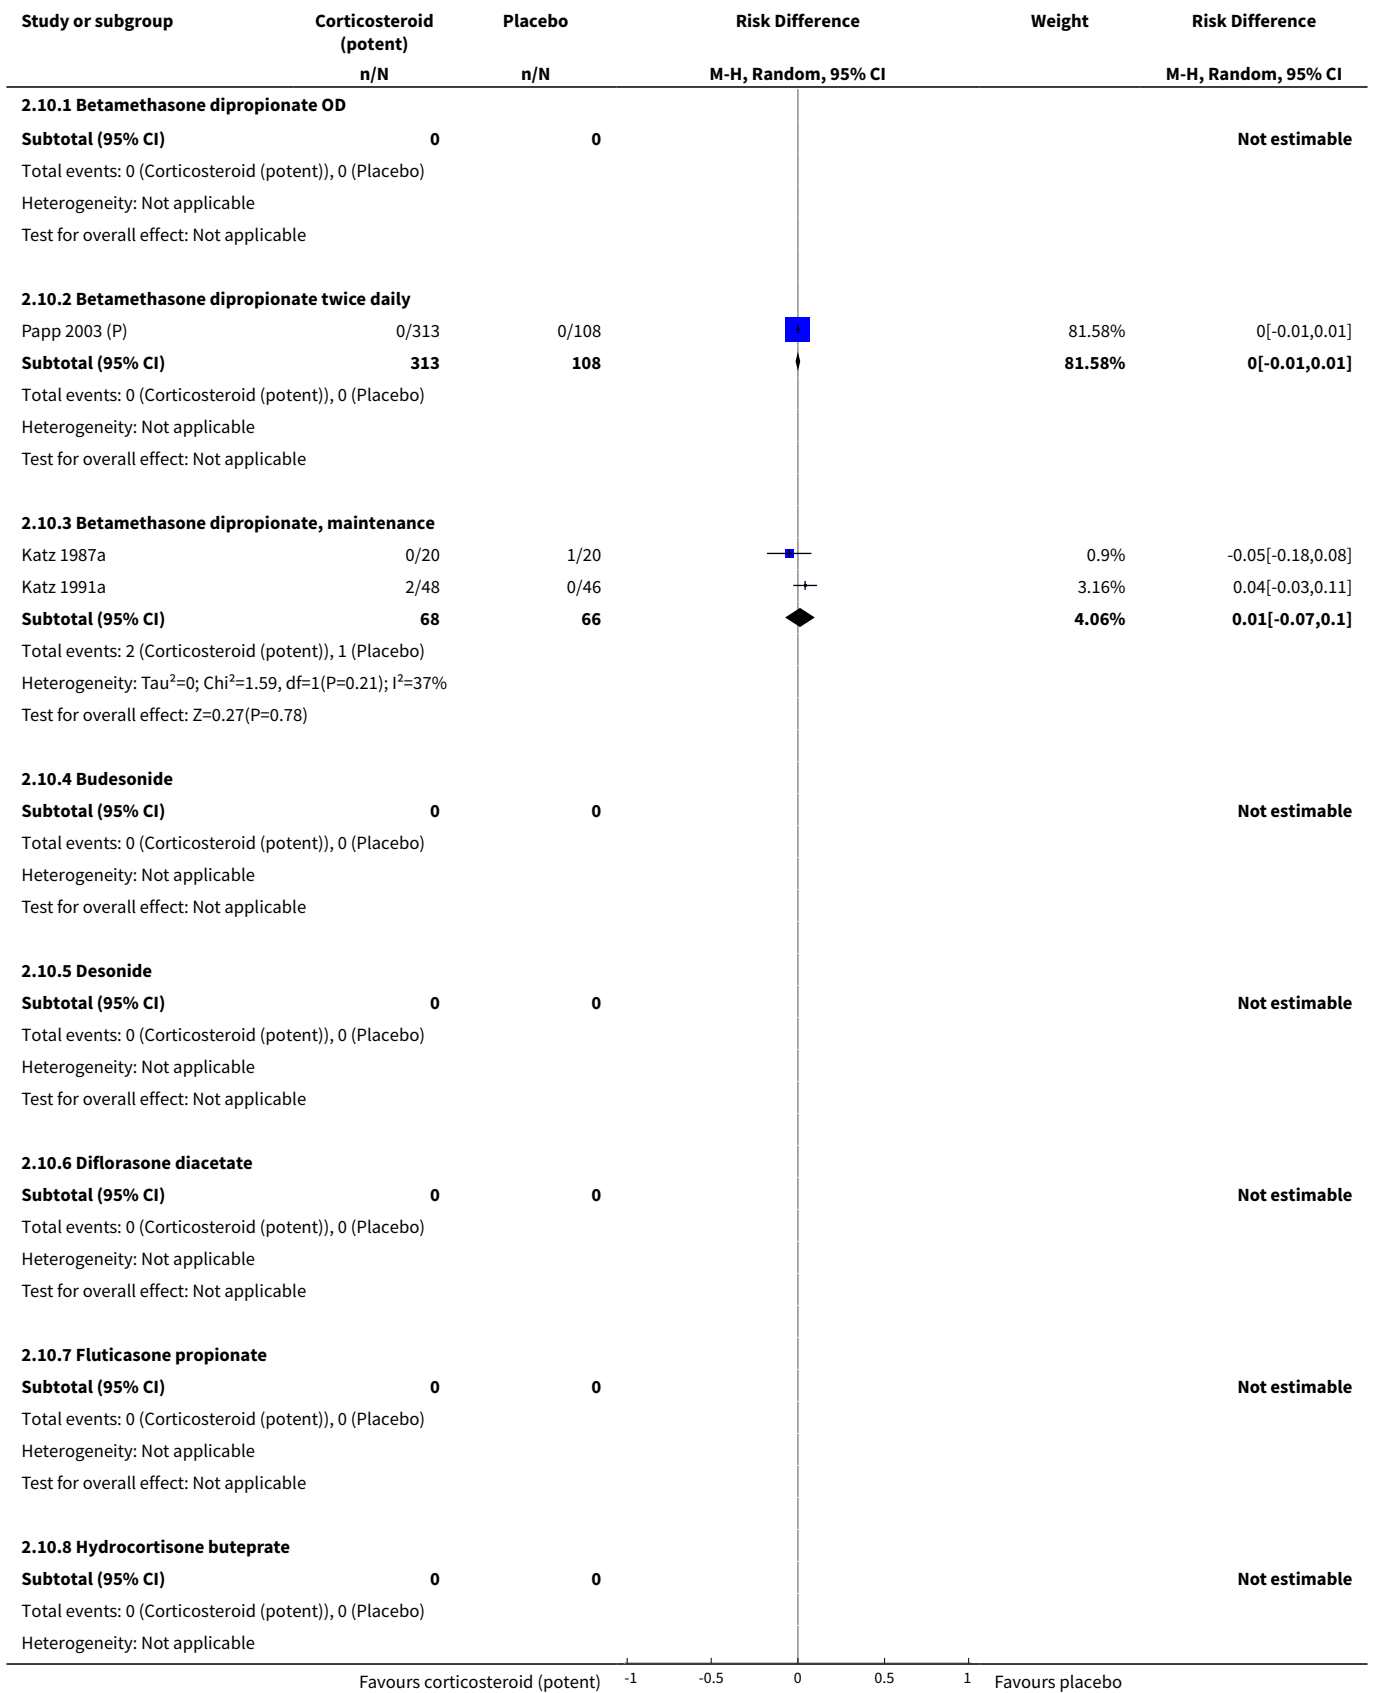 Study or subgroup Corticosteroid (potent) Placebo Risk Difference Weight Risk Difference
n/N n/N M-H, Random, 95% CI M-H, Random, 95% CI
2.10.1 Betamethasone dipropionate OD
Subtotal (95% CI) 0 0 Not estimable
Total events: 0 (Corticosteroid (potent)), 0 (Placebo)
Heterogeneity: Not applicable
Test for overall effect: Not applicable
2.10.2 Betamethasone dipropionate twice daily
Papp 2003 (P) 0/313 0/108 81.58% 0[-0.01,0.01]
Subtotal (95% CI) 313 108 81.58% 0[-0.01,0.01]
Total events: 0 (Corticosteroid (potent)), 0 (Placebo)
Heterogeneity: Not applicable
Test for overall effect: Not applicable
2.10.3 Betamethasone dipropionate, maintenance
Katz 1987a 0/20 1/20 0.9% -0.05[-0.18,0.08]
Katz 1991a 2/48 0/46 3.16% 0.04[-0.03,0.11]
Subtotal (95% CI) 68 66 4.06% 0.01[-0.07,0.1]
Total events: 2 (Corticosteroid (potent)), 1 (Placebo)
Heterogeneity: Tau²=0; Chi²=1.59, df=1(P=0.21); I²=37%
Test for overall effect: Z=0.27(P=0.78)
2.10.4 Budesonide
Subtotal (95% CI) 0 0 Not estimable
Total events: 0 (Corticosteroid (potent)), 0 (Placebo)
Heterogeneity: Not applicable
Test for overall effect: Not applicable
2.10.5 Desonide
Subtotal (95% CI) 0 0 Not estimable
Total events: 0 (Corticosteroid (potent)), 0 (Placebo)
Heterogeneity: Not applicable
Test for overall effect: Not applicable
2.10.6 Diflorasone diacetate
Subtotal (95% CI) 0 0 Not estimable
Total events: 0 (Corticosteroid (potent)), 0 (Placebo)
Heterogeneity: Not applicable
Test for overall effect: Not applicable
2.10.7 Fluticasone propionate
Subtotal (95% CI) 0 0 Not estimable
Total events: 0 (Corticosteroid (potent)), 0 (Placebo)
Heterogeneity: Not applicable
Test for overall effect: Not applicable
2.10.8 Hydrocortisone buteprate
Subtotal (95% CI) 0 0 Not estimable
Total events: 0 (Corticosteroid (potent)), 0 (Placebo)
Heterogeneity: Not applicable
Favours corticosteroid (potent) -1 -0.5 0 0.5 1 Favours placebo